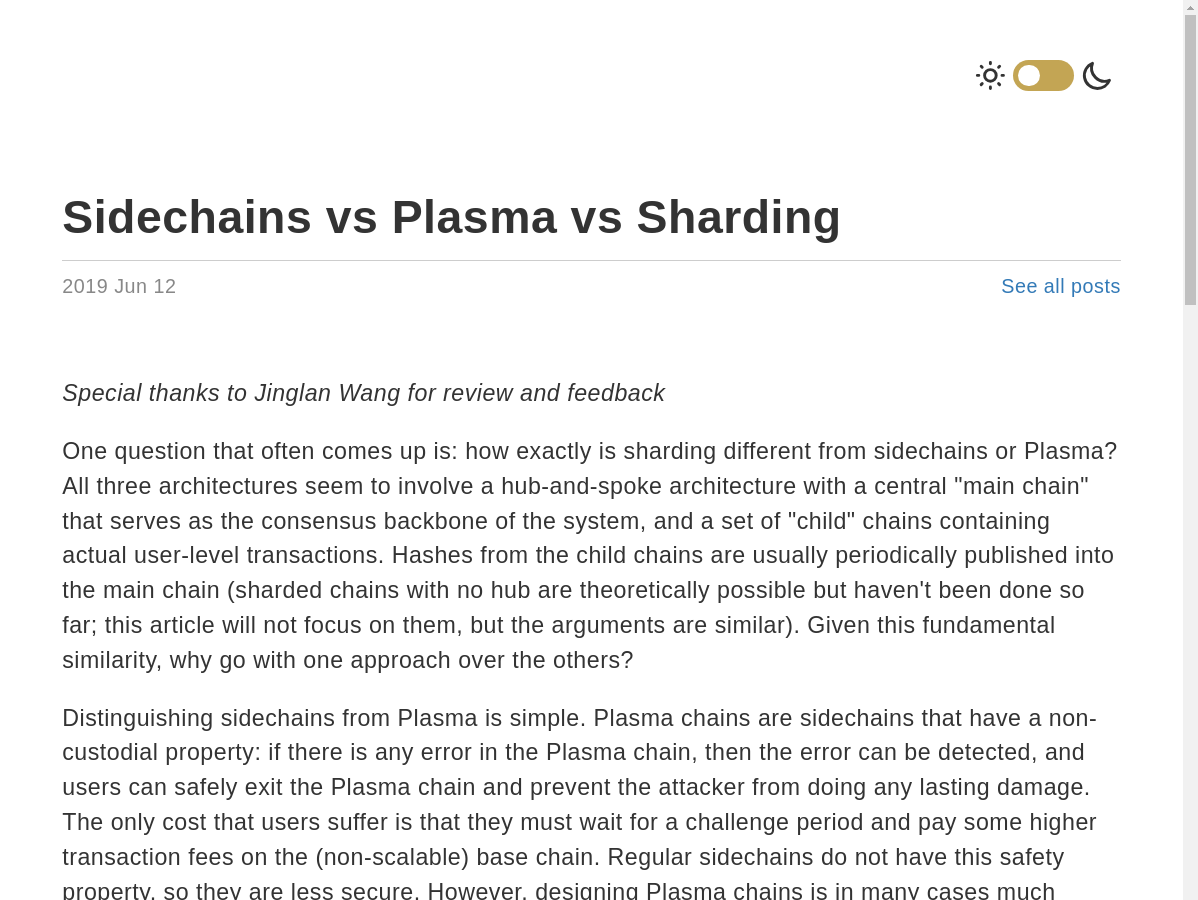 Sidechains vs Plasma vs Sharding
2019 Jun 12
See all posts
Special thanks to Jinglan Wang for review and feedback
One question that often comes up is: how exactly is sharding different from sidechains or Plasma?
All three architectures seem to involve a hub-and-spoke architecture with a central "main chain"
that serves as the consensus backbone of the system, and a set of "child" chains containing
actual user-level transactions. Hashes from the child chains are usually periodically published into
the main chain (sharded chains with no hub are theoretically possible but haven't been done so
far; this article will not focus on them, but the arguments are similar). Given this fundamental
similarity, why go with one approach over the others?
Distinguishing sidechains from Plasma is simple. Plasma chains are sidechains that have a non-
custodial property: if there is any error in the Plasma chain, then the error can be detected, and
users can safely exit the Plasma chain and prevent the attacker from doing any lasting damage.
The only cost that users suffer is that they must wait for a challenge period and pay some higher
transaction fees on the (non-scalable) base chain. Regular sidechains do not have this safety
property, so they are less secure. However, designing Plasma chains is in many cases much